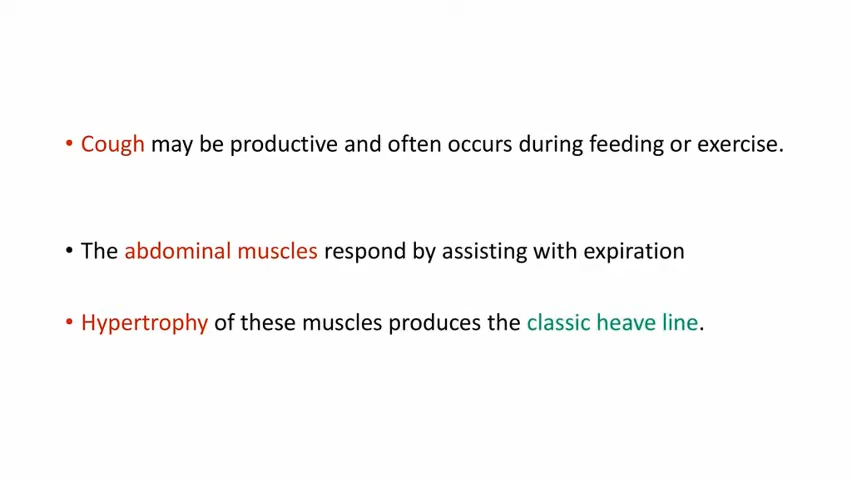 • Cough may be productive and often occurs during feeding or exercise.
• The abdominal muscles respond by assisting with expiration
• Hypertrophy of these muscles produces the classic heave line.